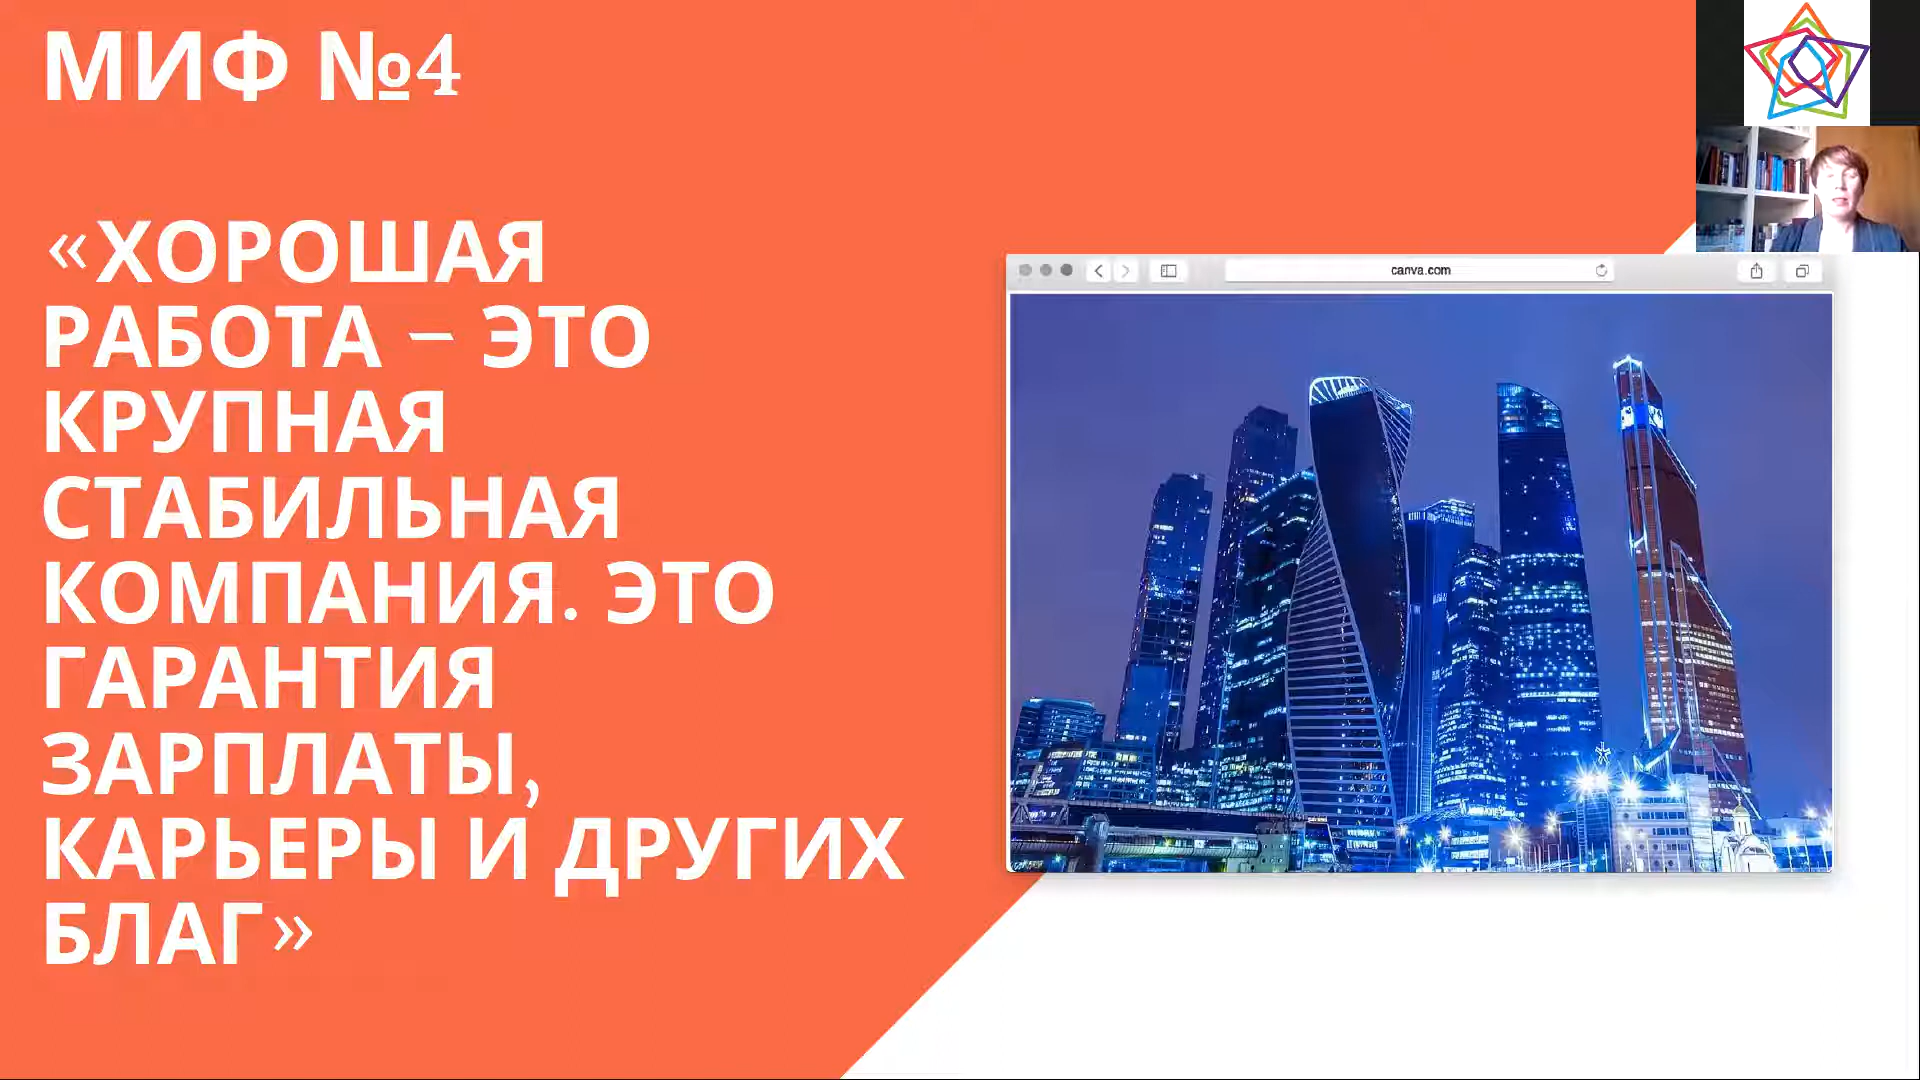 МИФ №4
«ХОРОШАЯ
РАБОТА – ЭТО
КРУПНАЯ
СТАБИЛЬНАЯ
КОМПАНИЯ. ЭТО
ГАРАНТИЯ
ЗАРПЛАТЫ,
КАРЬЕРЫ И ДРУГИХ
БЛАГ»
canva.com